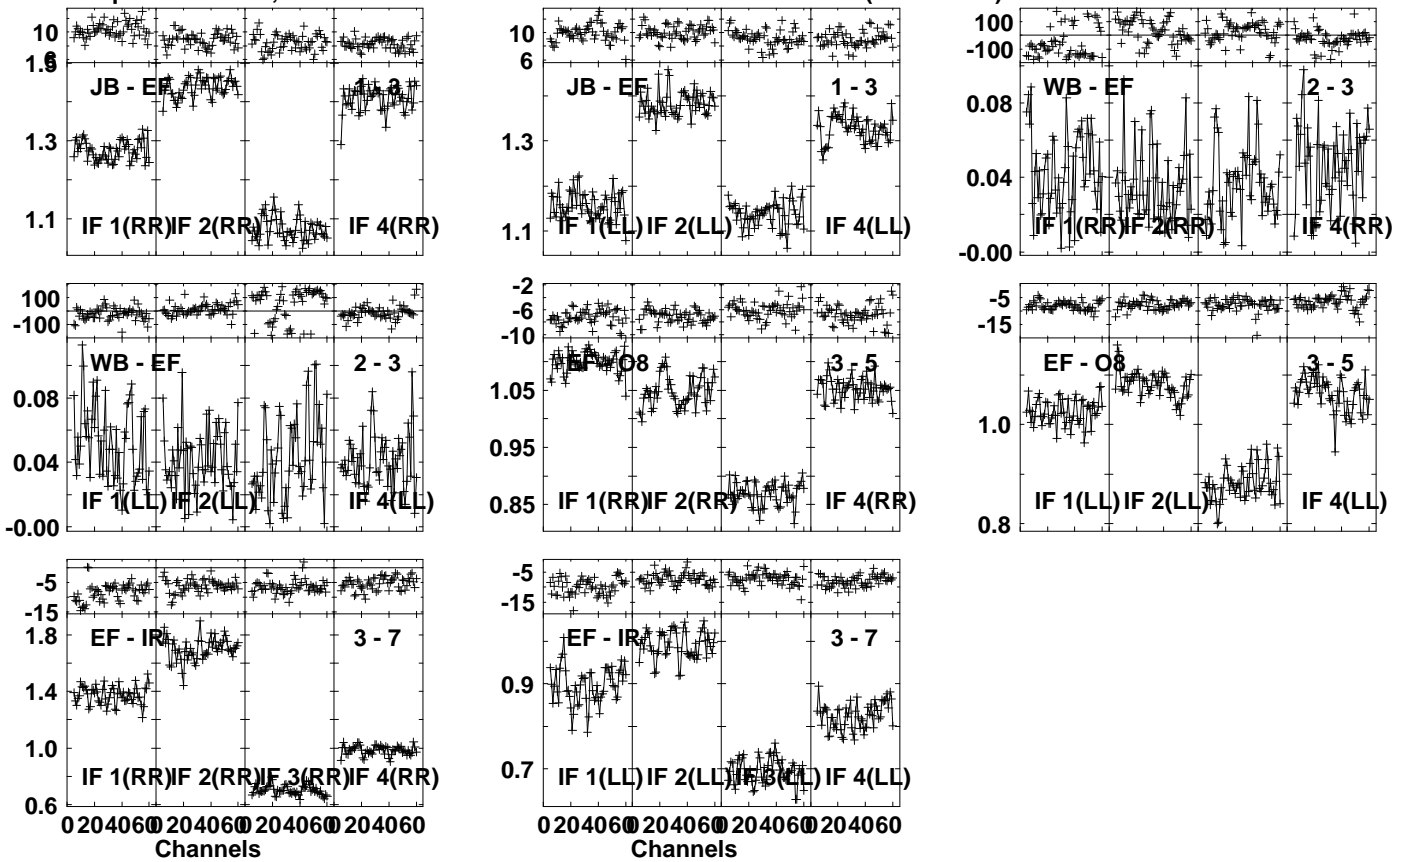 10
6
1.5
JB - EF
1 - 3
1.3
1.1
IF 1(RR) IF 2(RR) IF 4(RR)
10
6
JB - EF
1 - 3
1.3
1.1
IF 1(LL) IF 2(LL) IF 4(LL)
100
-100
WB - EF
2 - 3
0.08
0.04
-0.00
IF 1(RR) IF 2(RR) IF 4(RR)
100
-100
WB - EF
2 - 3
0.08
0.04
-0.00
IF 1(LL) IF 2(LL) IF 4(LL)
-2
-6
-10
EF - O8
3 - 5
1.05
0.95
0.85
IF 1(RR) IF 2(RR) IF 4(RR)
-5
-15
EF - O8
3 - 5
1.0
0.8
IF 1(LL) IF 2(LL) IF 4(LL)
-5
-15
1.8
EF - IR
3 - 7
1.4
1.0
0.6
IF 1(RR) IF 2(RR) IF 3(RR) IF 4(RR)
0 20 40 60 0 20 40 60 0 20 40 60 0 20 40 60
Channels
-5
-15
EF - IR
3 - 7
0.9
0.7
IF 1(LL) IF 2(LL) IF 3(LL) IF 4(LL)
0 20 40 60 0 20 40 60 0 20 40 60 0 20 40 60
Channels